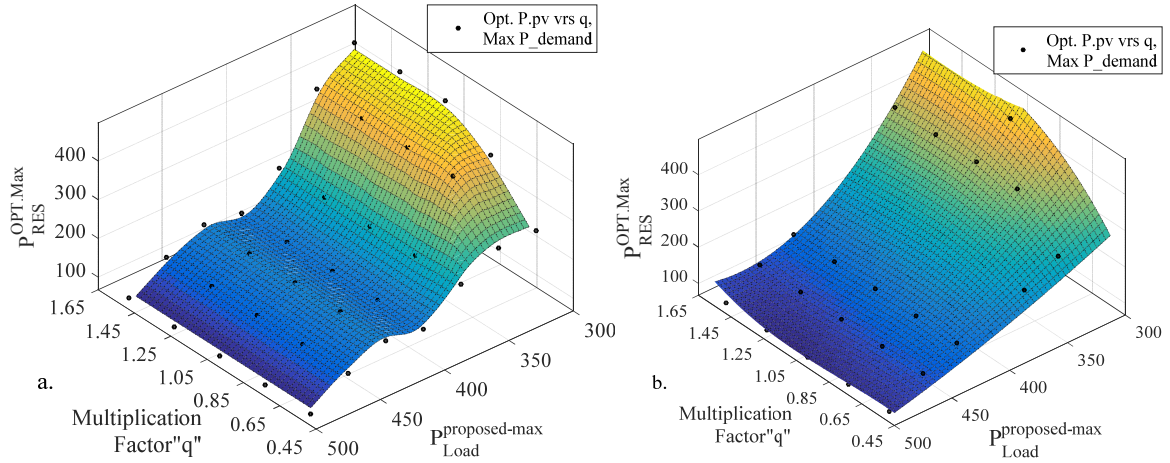 Opt. P.pv vrs q,
Max P_demand
400
300
200
100
P_RES^OPT.Max
1.65
1.45
1.25
1.05
0.85
0.65
0.45
500
450
400
350
300
a.
Multiplication
Factor"q"
P_Load^proposed-max
Opt. P.pv vrs q,
Max P_demand
400
300
200
100
P_RES^OPT.Max
1.65
1.45
1.25
1.05
0.85
0.65
0.45
500
450
400
350
300
b.
Multiplication
Factor"q"
P_Load^proposed-max